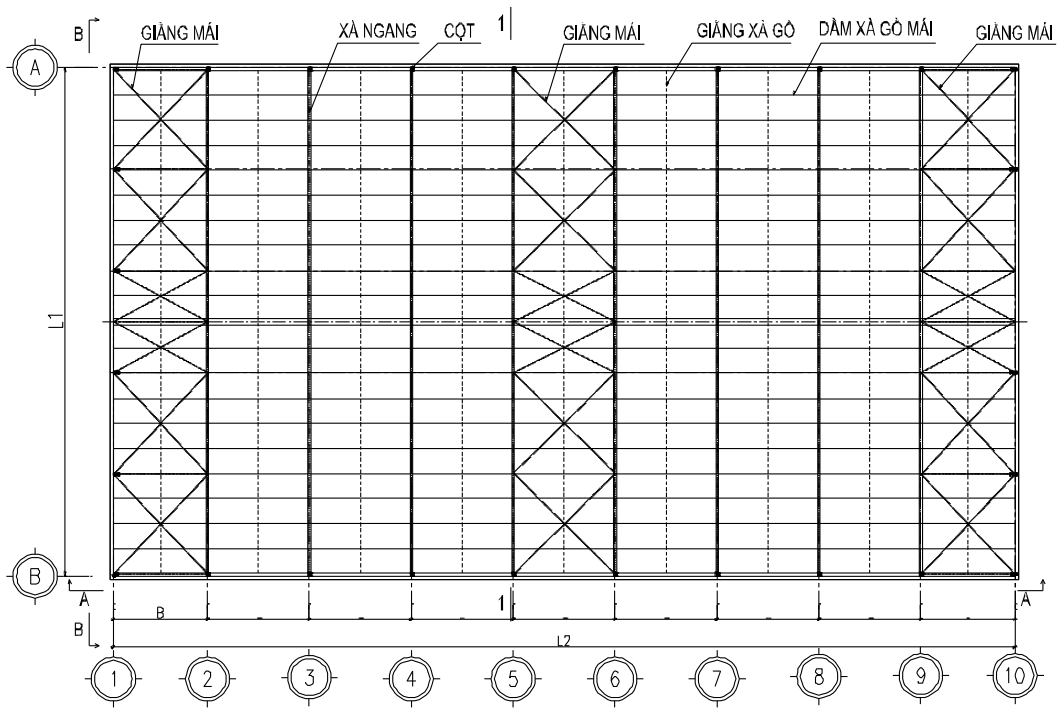 B
GIẰNG MÁI
XÀ NGANG
CỘT
1
GIẰNG MÁI
GIẰNG XÀ GỒ
DẦM XÀ GỒ MÁI
GIẰNG MÁI
A
L1
B
A
A
B
1
B
L2
1
2
3
4
5
6
7
8
9
10